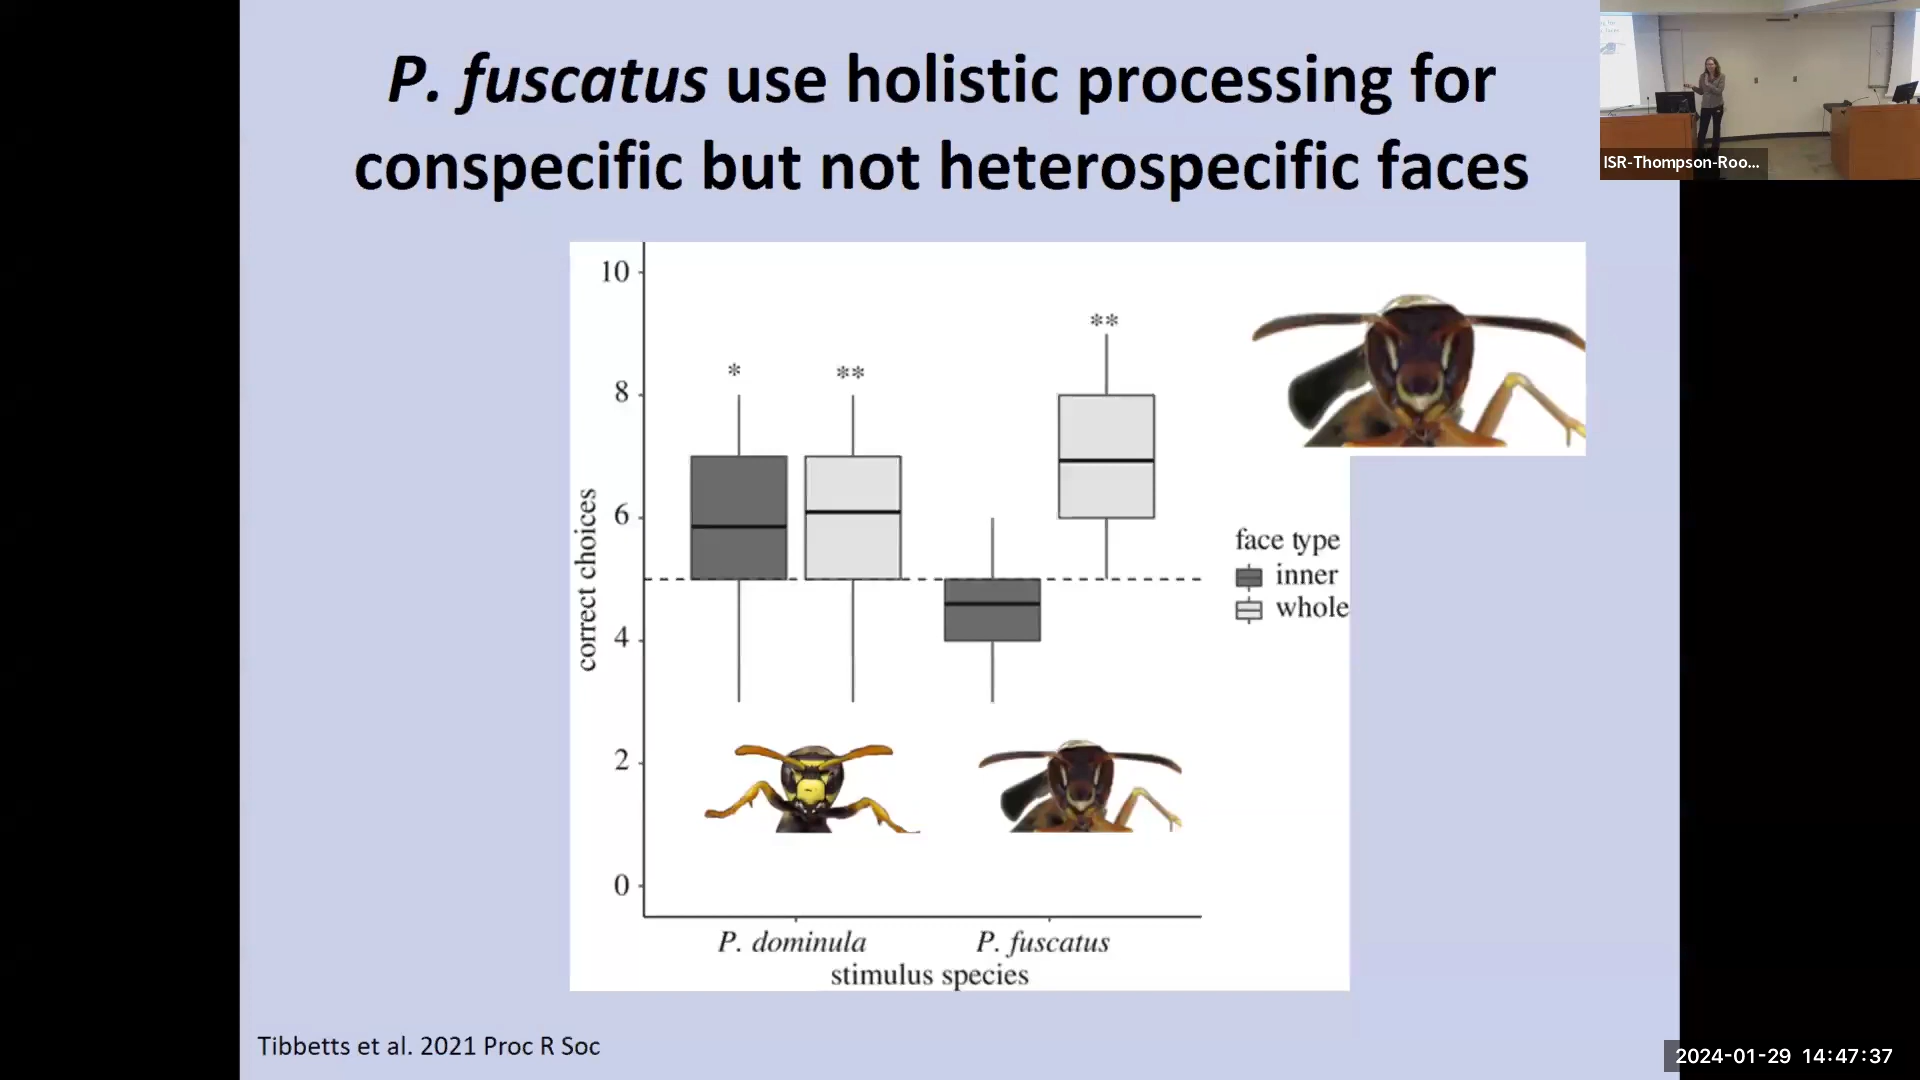 P. fuscatus use holistic processing for
conspecific but not heterospecific faces
ISR-Thompson-Roo...
10
8
6
4
2
0
correct choices
*
**
**
face type
inner
whole
P. dominula
P. fuscatus
stimulus species
Tibbetts et al. 2021 Proc R Soc
2024-01-29 14:47:37